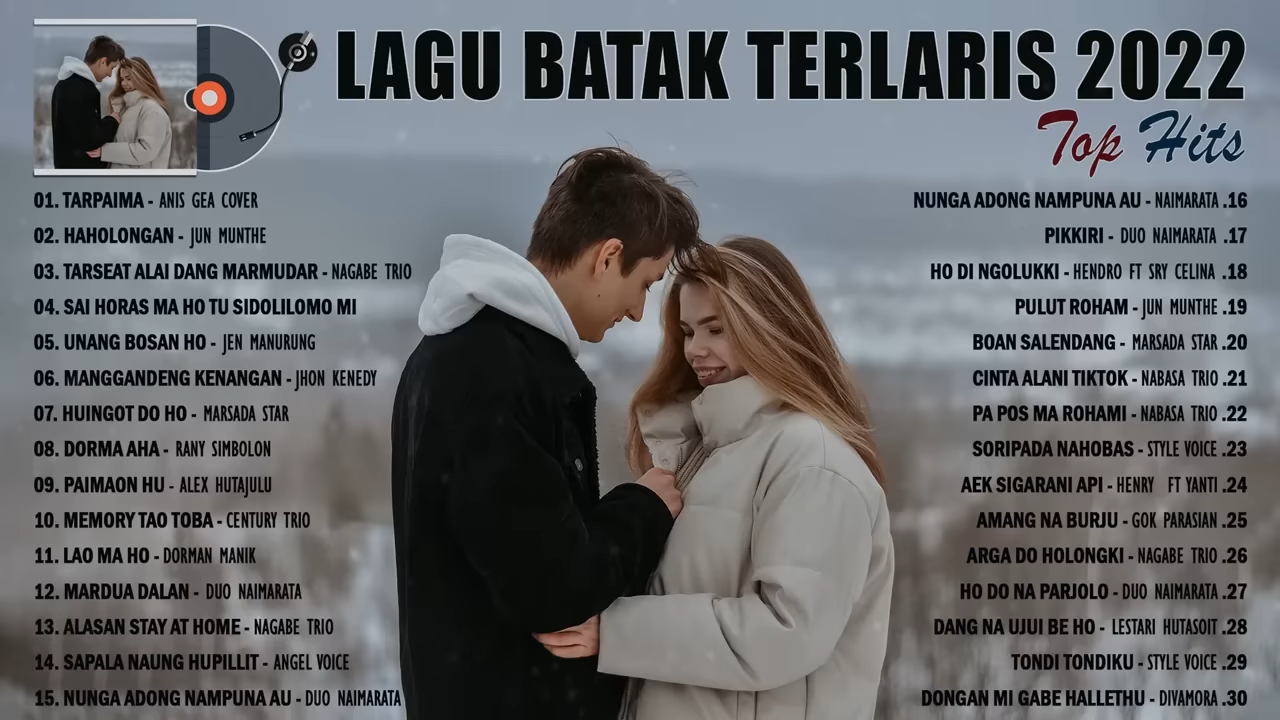 LAGU BATAK TERLARIS 2022
Top Hits
01. TARPAIMA - ANIS GEA COVER
02. HAHOLONGAN - JUN MUNTHE
03. TARSEAT ALAI DANG MARMUDAR - NAGABE TRIO
04. SAI HORAS MA HO TU SIDOLILOMO MI
05. UNANG BOSAN HO - JEN MANURUNG
06. MANGGANDENG KENANGAN - JHON KENEDY
07. HUINGOT DO HO - MARSADA STAR
08. DORMA AHA - RANY SIMBOLON
09. PAIMAON HU - ALEX HUTAJULU
10. MEMORY TAO TOBA - CENTURY TRIO
11. LAO MA HO - DORMAN MANIK
12. MARDUA DALAN - DUO NAIMARATA
13. ALASAN STAY AT HOME - NAGABE TRIO
14. SAPALA NAUNG HUPILLIT - ANGEL VOICE
15. NUNGA ADONG NAMPUNA AU - DUO NAIMARATA
NUNGA ADONG NAMPUNA AU - NAIMARATA .16
PIKKIRI - DUO NAIMARATA .17
HO DI NGOLUKKI - HENDRO FT SRY CELINA .18
PULUT ROHAM - JUN MUNTHE .19
BOAN SALENDANG - MARSADA STAR .20
CINTA ALANI TIKTOK - NABASA TRIO .21
PA POS MA ROHAMI - NABASA TRIO .22
SORIPADA NAHOBAS - STYLE VOICE .23
AEK SIGARANI API - HENRY FT YANTI .24
AMANG NA BURJU - GOK PARASIAN .25
ARGA DO HOLONGKI - NAGABE TRIO .26
HO DO NA PARJOLO - DUO NAIMARATA .27
DANG NA UJUI BE HO - LESTARI HUTASOIT .28
TONDI TONDIKU - STYLE VOICE .29
DONGAN MI GABE HALLETHU - DIVAMORA .30